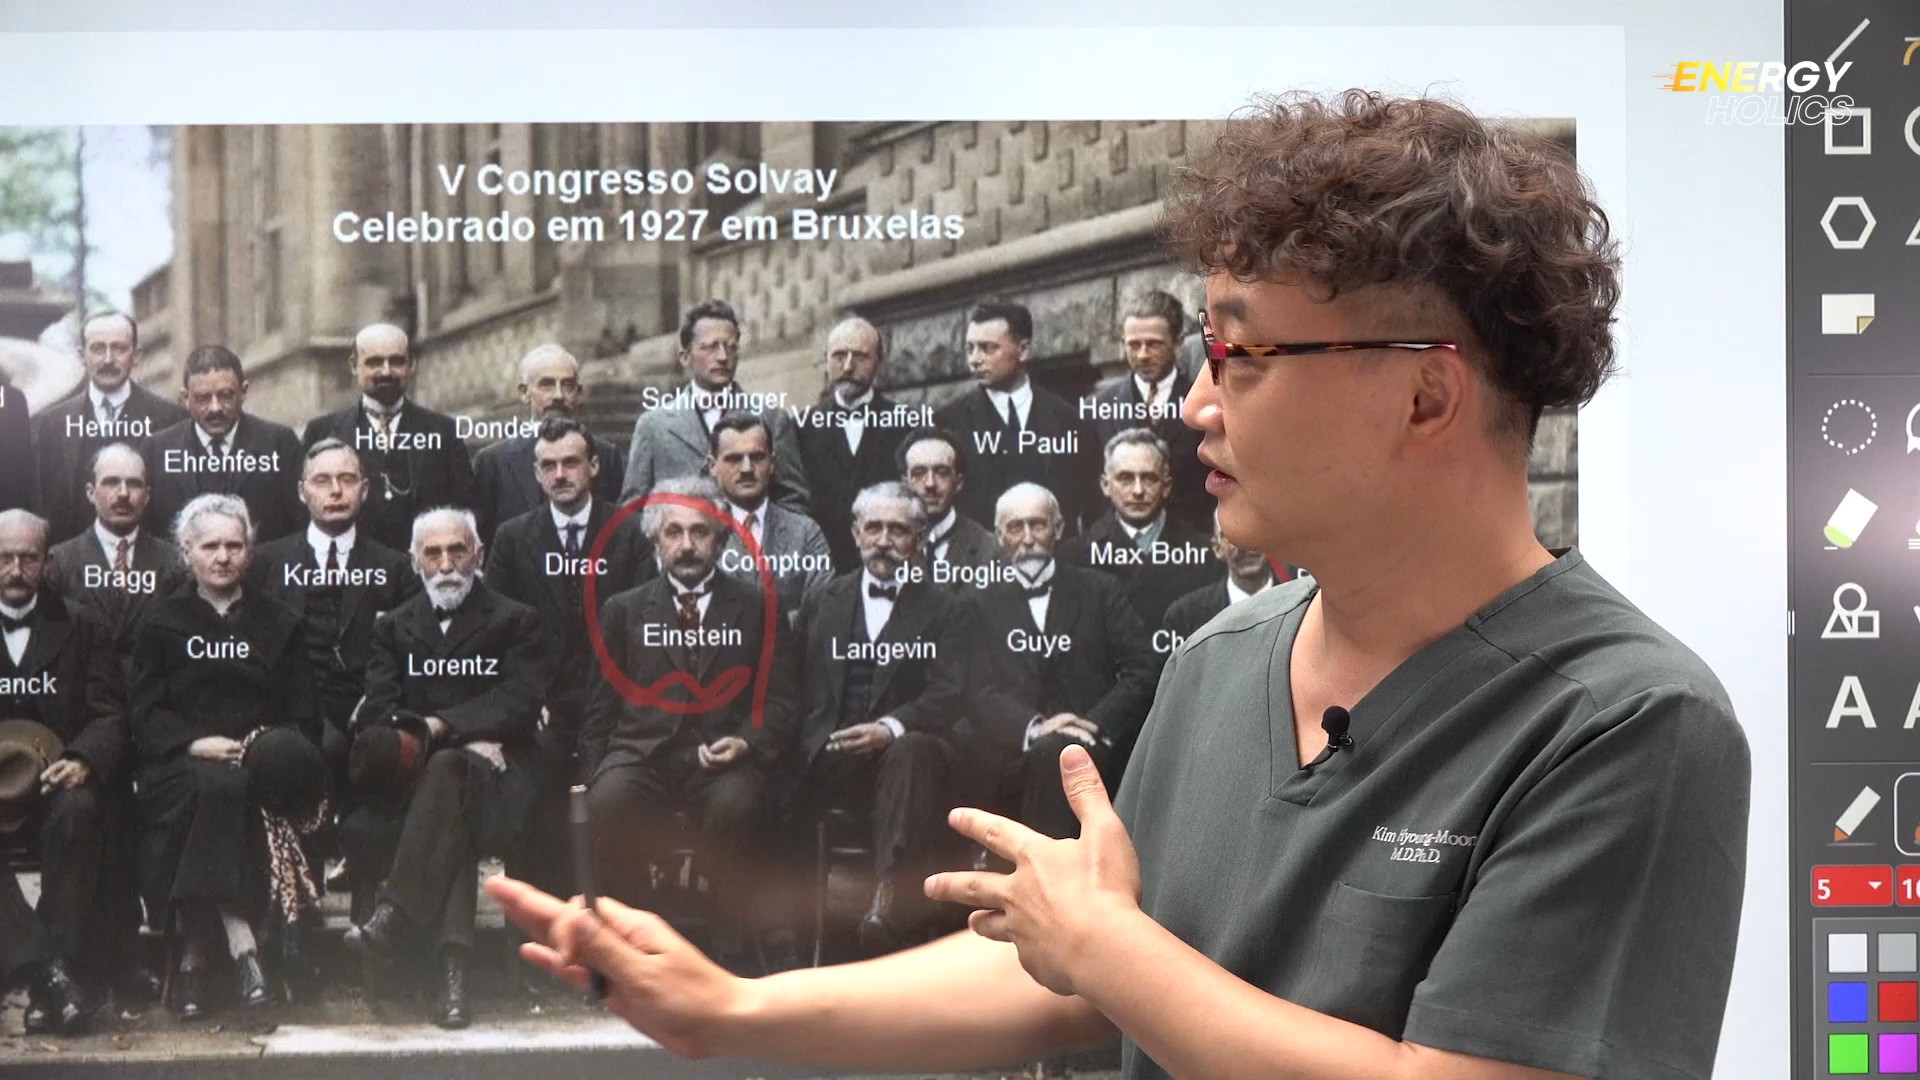 ENERGY
HOLICS
V Congresso Solvay
Celebrado em 1927 em Bruxelas
Henriot
Ehrenfest
Herzen
Donder
Schrodinger
Verschaffelt
W. Pauli
Heinsen
Bragg
Kramers
Dirac
Compton
de Broglie
Max Bohr
anck
Curie
Lorentz
Einstein
Langevin
Guye
Ch
Kim Hyoung-Moon
M.D.Ph.D.
A
5
10